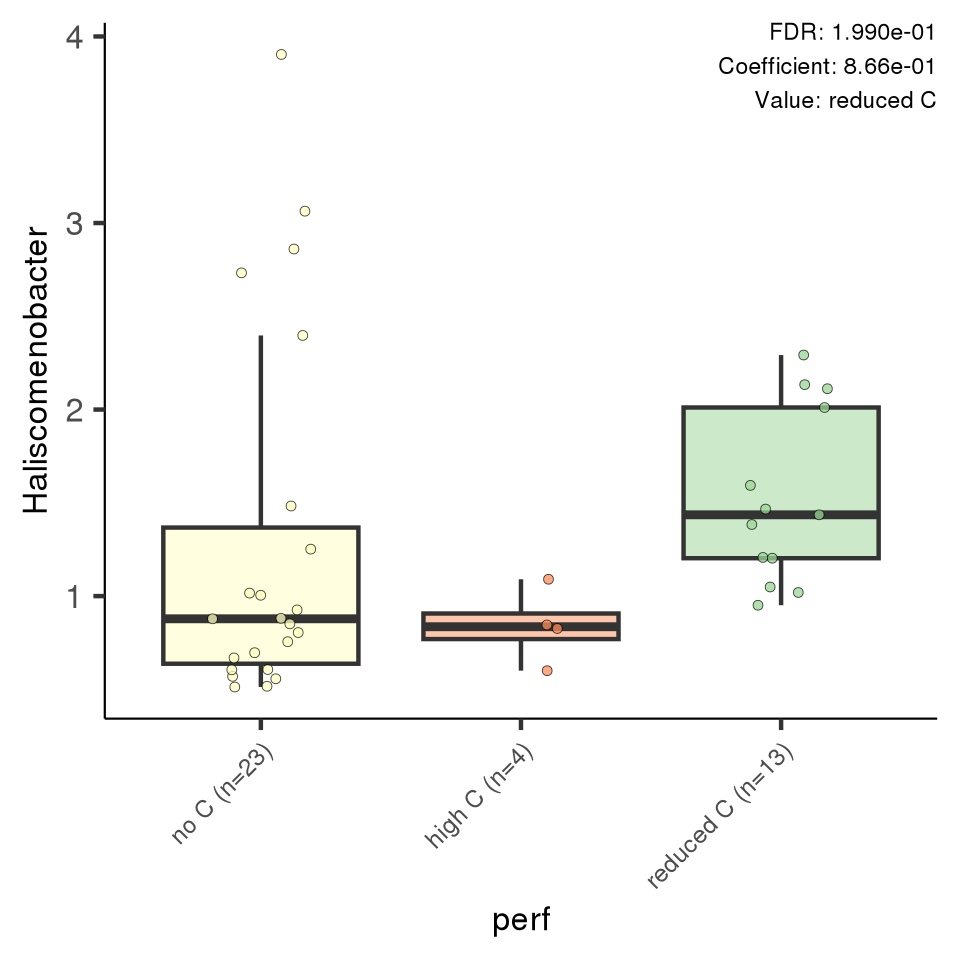 FDR: 1.990e-01
Coefficient: 8.66e-01
Value: reduced C
4
3
2
1
Haliscomenobacter
no C (n=23)
high C (n=4)
reduced C (n=13)
perf